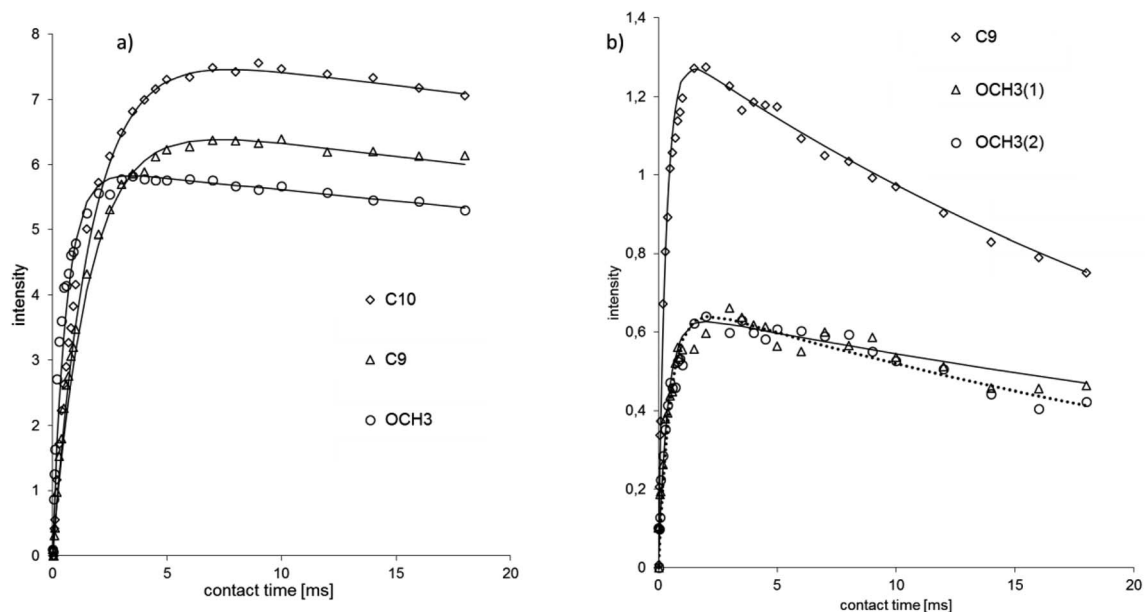 a)
8
7
6
5
4
3
2
1
0
intensity
C10
C9
OCH3
0 5 10 15 20
contact time [ms]
b)
1,4
1,2
1
0,8
0,6
0,4
0,2
0
intensity
C9
OCH3(1)
OCH3(2)
0 5 10 15 20
contact time [ms]